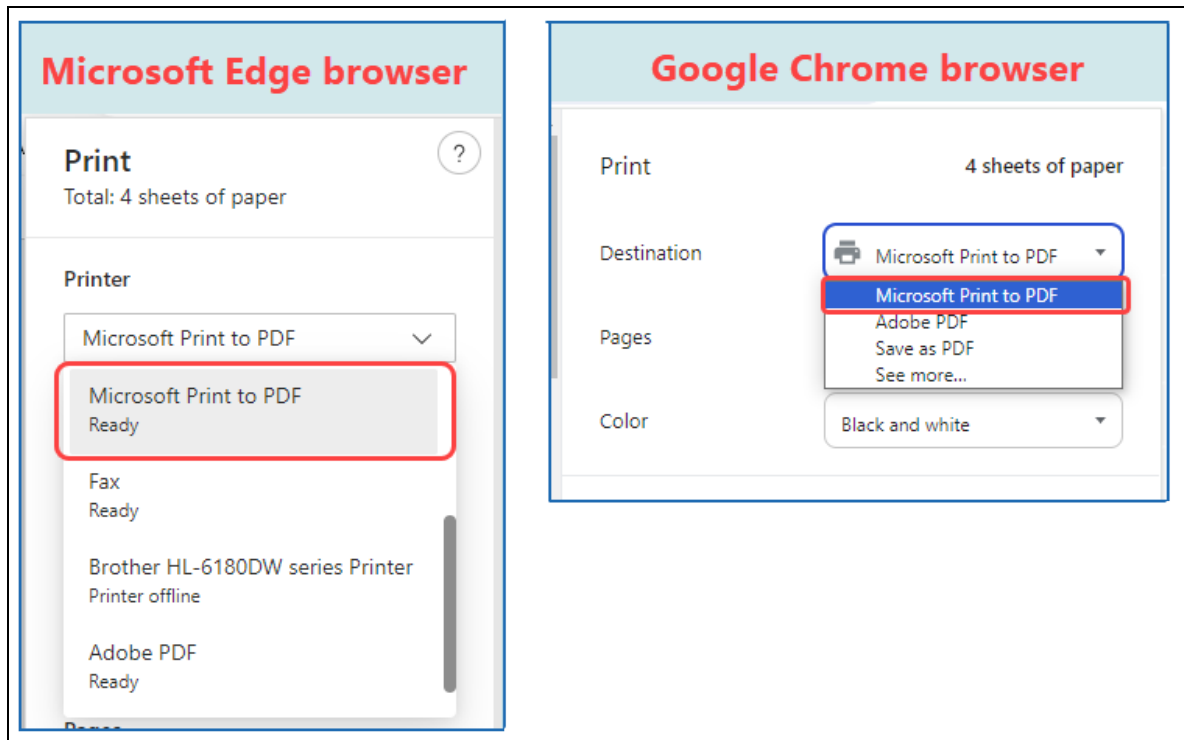 Microsoft Edge browser
Print
?
Total: 4 sheets of paper
Printer
Microsoft Print to PDF
Microsoft Print to PDF
Ready
Fax
Ready
Brother HL-6180DW series Printer
Printer offline
Adobe PDF
Ready
Google Chrome browser
Print 4 sheets of paper
Destination Microsoft Print to PDF
Microsoft Print to PDF
Adobe PDF
Pages
Save as PDF
See more...
Color Black and white